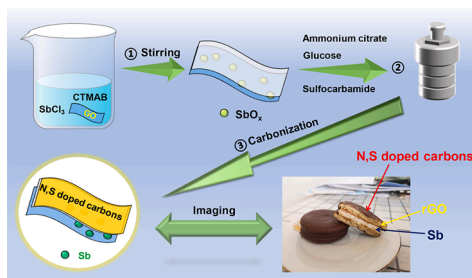 ① Stirring
Ammonium citrate
Glucose
Sulfocarbamide
②
CTMAB
SbCl3
GO
SbOx
③ Carbonization
N,S doped carbons
Sb
Imaging
N,S doped carbons
rGO
Sb